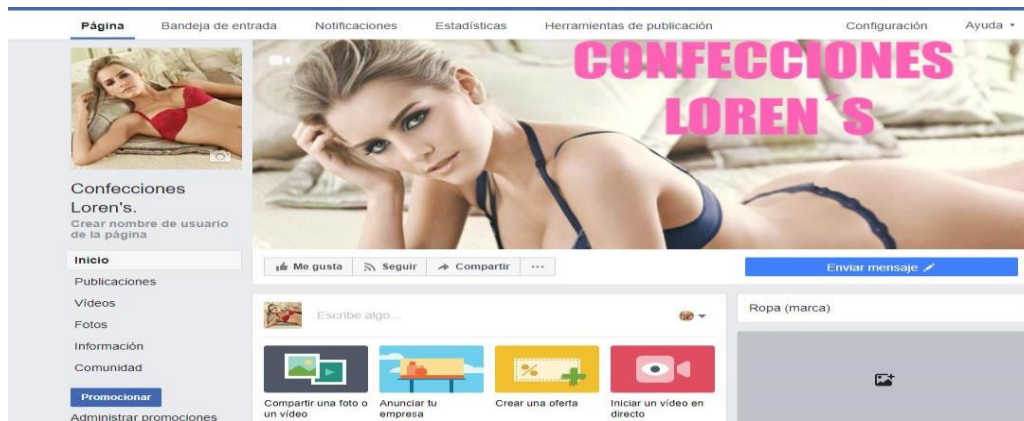 Página Bandeja de entrada Notificaciones Estadísticas Herramientas de publicación Configuración Ayuda
CONFECCIONES
LOREN´S
Confecciones
Loren's.
Crear nombre de usuario
de la página
Inicio
Publicaciones
Vídeos
Fotos
Información
Comunidad
Promocionar
Administrar promociones
Me gusta Seguir Compartir ...
Enviar mensaje
Escribe algo...
Ropa (marca)
Compartir una foto o
un vídeo
Anunciar tu
empresa
Crear una oferta
Iniciar un vídeo en
directo